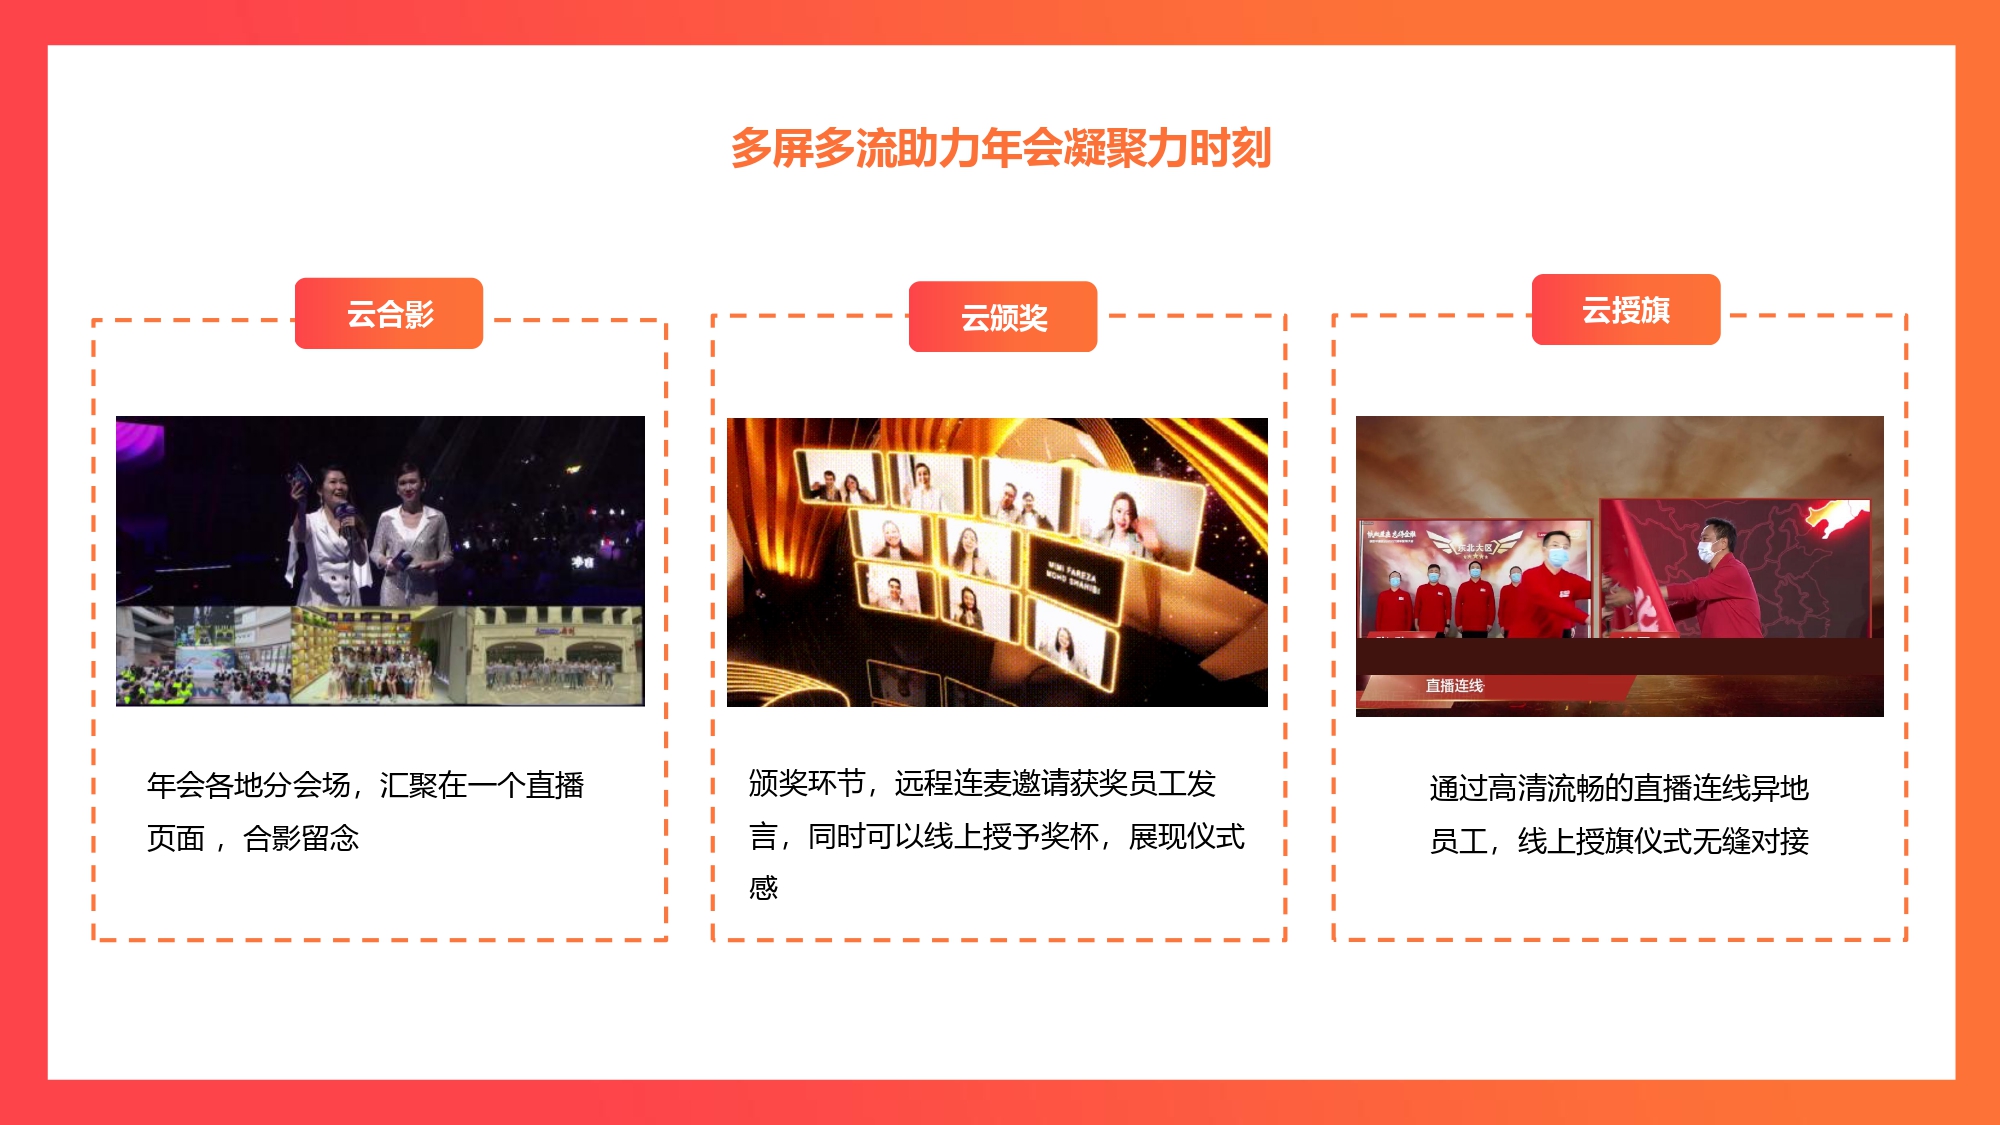 多屏多流助力年会凝聚力时刻
云合影
云颁奖
云授旗
MIMI FAREZA
MOHD SHAHIBI
东北大区
直播连线
年会各地分会场，汇聚在一个直播
页面 ，合影留念
颁奖环节，远程连麦邀请获奖员工发
言，同时可以线上授予奖杯，展现仪式
感
通过高清流畅的直播连线异地
员工，线上授旗仪式无缝对接